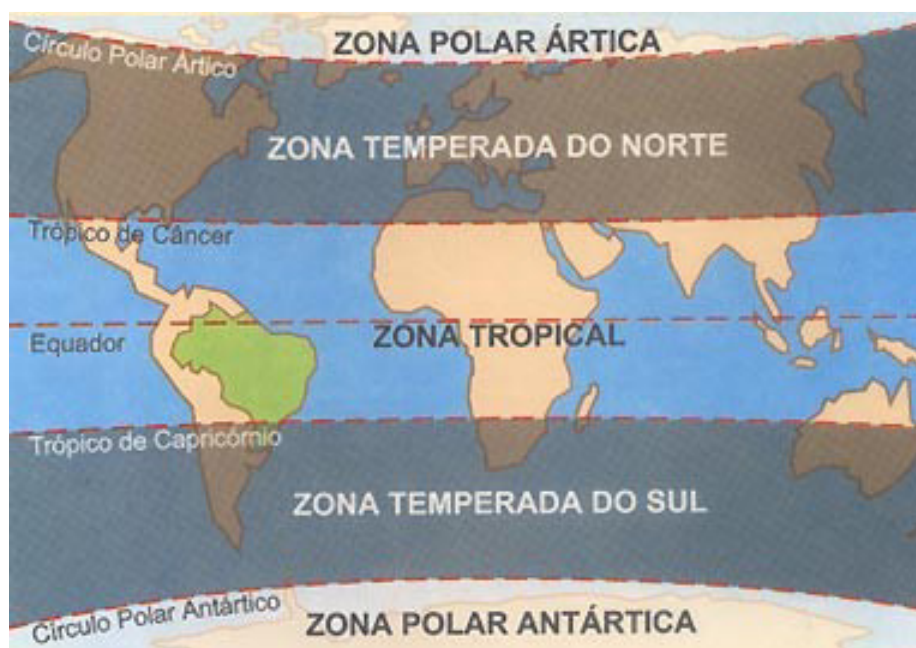 ZONA POLAR ÁRTICA
Círculo Polar Ártico
ZONA TEMPERADA DO NORTE
Trópico de Câncer
ZONA TROPICAL
Equador
Trópico de Capricórnio
ZONA TEMPERADA DO SUL
Círculo Polar Antártico
ZONA POLAR ANTÁRTICA